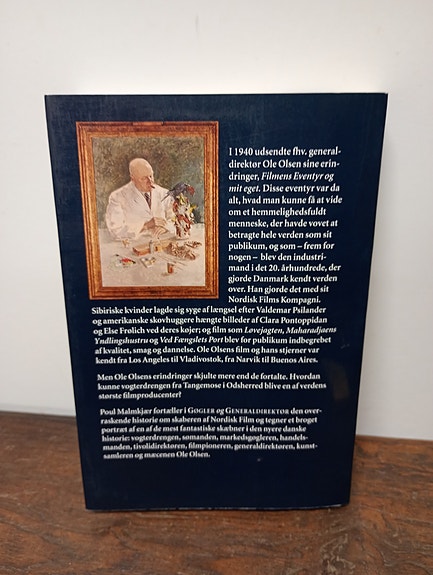 I 1940 udsendte fhv. general-
direktør Ole Olsen sine erin-
dringer, Filmens Eventyr og
mit eget. Disse eventyr var da
alt, hvad man kunne få at vide
om et hemmelighedsfuldt
menneske, der havde vovet at
betragte hele verden som sit
publikum, og som – frem for
nogen – blev den industri-
mand i det 20. århundrede, der
gjorde Danmark kendt verden
over. Han gjorde det med sit
Nordisk Films Kompagni.
Sibiriske kvinder lagde sig syge af længsel efter Valdemar Psilander
og amerikanske skovhuggere hængte billeder af Clara Pontoppidan
og Else Frølich ved deres køjer; og film som Løvejagten, Maharadjaens
Yndlingshustru og Ved Fængslets Port blev for publikum indbegrebet
af kvalitet, smag og dannelse. Ole Olsens film og hans stjerner var
kendt fra Los Angeles til Vladivostok, fra Narvik til Buenos Aires.
Men Ole Olsens erindringer skjulte mere end de fortalte. Hvordan
kunne vogterdrengen fra Tangemose i Odsherred blive en af verdens
største filmproducenter?
Poul Malmkjær fortæller i GØGLER OG GENERALDIREKTØR den over-
raskende historie om skaberen af Nordisk Film og tegner et broget
portræt af en af de mest fantastiske skæbner i den nyere danske
historie: vogterdrengen, sømanden, markedsgøgleren, handels-
manden, tivolidirektøren, filmpioneren, generaldirektøren, kunst-
samleren og mæcenen Ole Olsen.